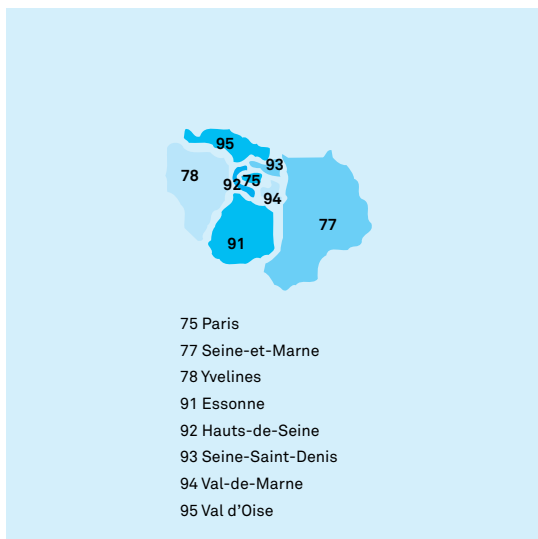 95
93
78
92
75
94
77
91
75 Paris
77 Seine-et-Marne
78 Yvelines
91 Essonne
92 Hauts-de-Seine
93 Seine-Saint-Denis
94 Val-de-Marne
95 Val d’Oise